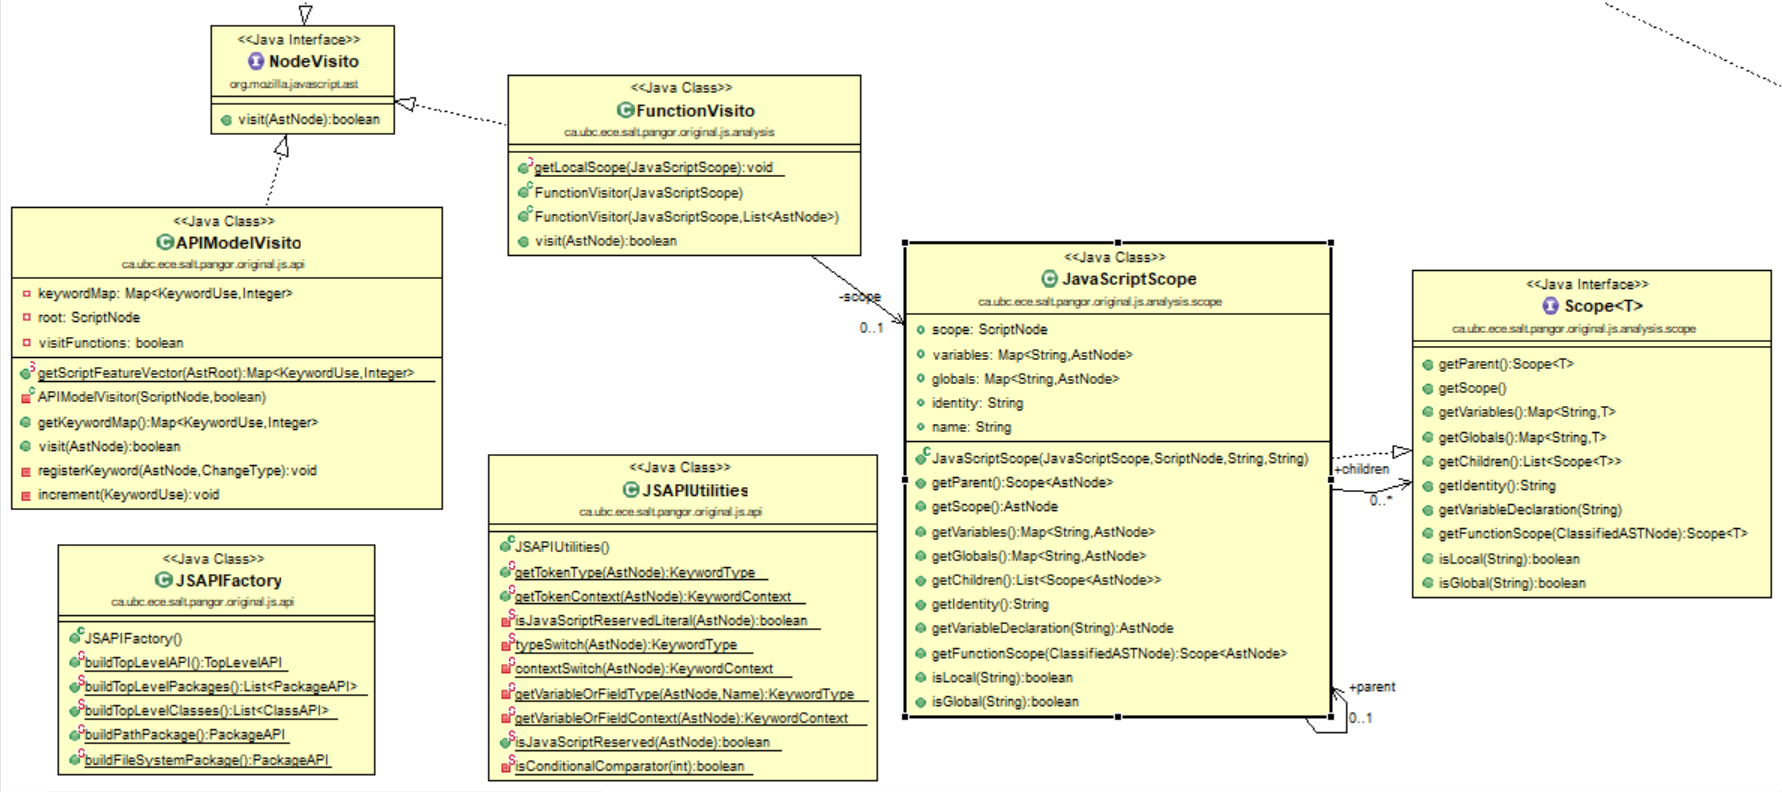 <<Java Interface>>
NodeVisito
org.mozilla.javascript.ast
visit(AstNode):boolean
<<Java Class>>
FunctionVisito
ca.ubc.ece.salt.pangor.original.js.analysis
getLocalScope(JavaScriptScope):void
FunctionVisitor(JavaScriptScope)
FunctionVisitor(JavaScriptScope,List<AstNode>)
visit(AstNode):boolean
<<Java Class>>
APIModelVisito
ca.ubc.ece.salt.pangor.original.js.api
keywordMap: Map<KeywordUse,Integer>
root: ScriptNode
visitFunctions: boolean
getScriptFeatureVector(AstRoot):Map<KeywordUse,Integer>
APIModelVisitor(ScriptNode,boolean)
getKeywordMap():Map<KeywordUse,Integer>
visit(AstNode):boolean
registerKeyword(AstNode,ChangeType):void
increment(KeywordUse):void
-scope
0..1
<<Java Class>>
JavaScriptScope
ca.ubc.ece.salt.pangor.original.js.analysis.scope
scope: ScriptNode
variables: Map<String,AstNode>
globals: Map<String,AstNode>
identity: String
name: String
JavaScriptScope(JavaScriptScope,ScriptNode,String,String)
getParent():Scope<AstNode>
getScope():AstNode
getVariables():Map<String,AstNode>
getGlobals():Map<String,AstNode>
getChildren():List<Scope<AstNode>>
getIdentity():String
getVariableDeclaration(String):AstNode
getFunctionScope(ClassifiedASTNode):Scope<AstNode>
isLocal(String):boolean
isGlobal(String):boolean
+children
0..*
+parent
0..1
<<Java Interface>>
Scope<T>
ca.ubc.ece.salt.pangor.original.js.analysis.scope
getParent():Scope<T>
getScope()
getVariables():Map<String,T>
getGlobals():Map<String,T>
getChildren():List<Scope<T>>
getIdentity():String
getVariableDeclaration(String)
getFunctionScope(ClassifiedASTNode):Scope<T>
isLocal(String):boolean
isGlobal(String):boolean
<<Java Class>>
JSAPIUtilities
ca.ubc.ece.salt.pangor.original.js.api
JSAPIUtilities()
getTokenType(AstNode):KeywordType
getTokenContext(AstNode):KeywordContext
isJavaScriptReservedLiteral(AstNode):boolean
typeSwitch(AstNode):KeywordType
contextSwitch(AstNode):KeywordContext
getVariableOrFieldType(AstNode,Name):KeywordType
getVariableOrFieldContext(AstNode):KeywordContext
isJavaScriptReserved(AstNode):boolean
isConditionalComparator(int):boolean
<<Java Class>>
JSAPIFactory
ca.ubc.ece.salt.pangor.original.js.api
JSAPIFactory()
buildTopLevelAPI():TopLevelAPI
buildTopLevelPackages():List<PackageAPI>
buildTopLevelClasses():List<ClassAPI>
buildPathPackage():PackageAPI
buildFileSystemPackage():PackageAPI